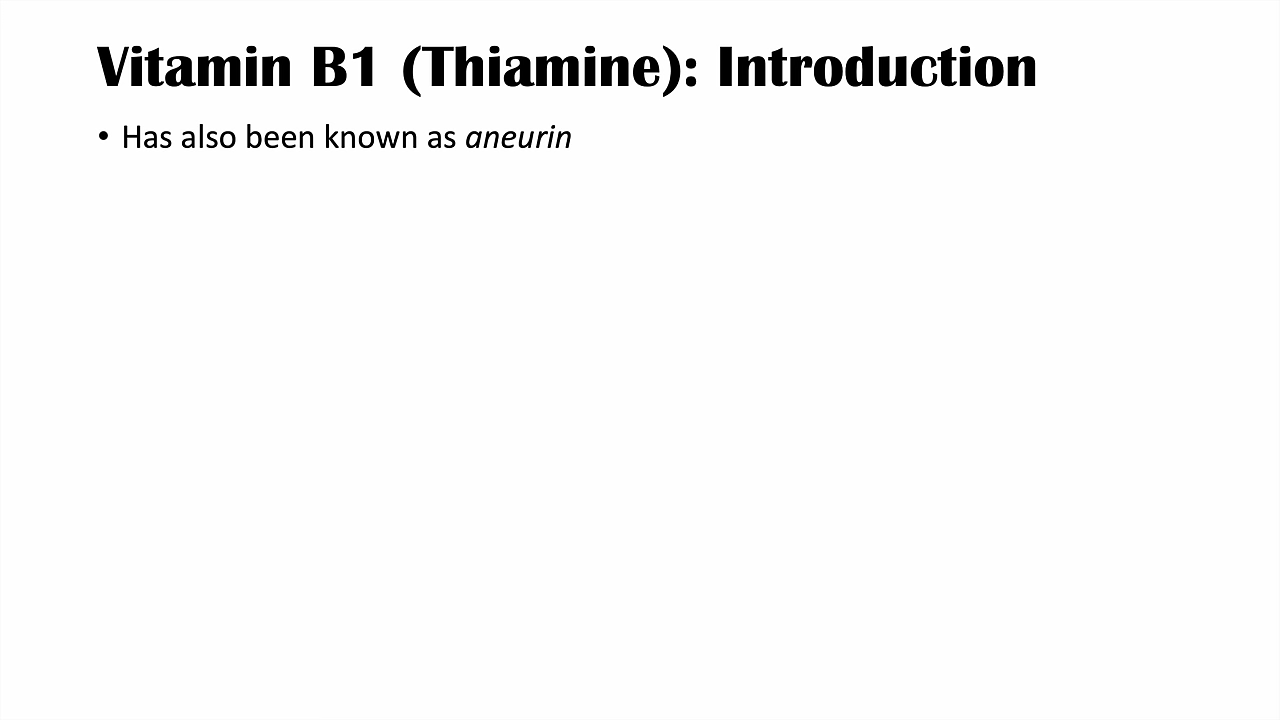 Vitamin B1 (Thiamine): Introduction
• Has also been known as aneurin